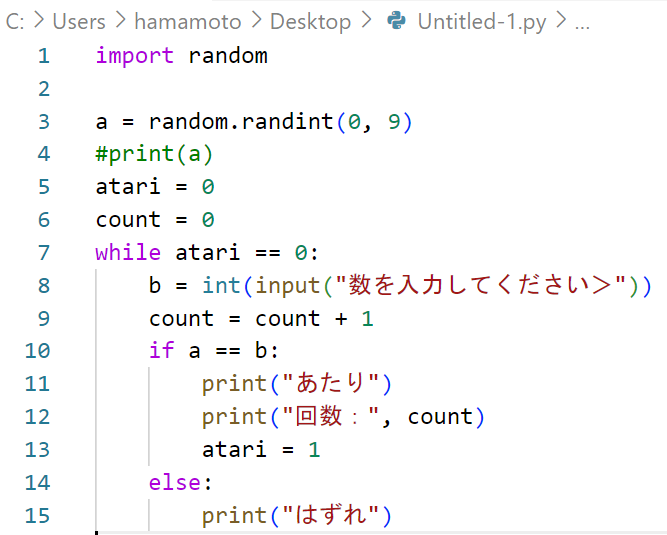 C: > Users > hamamoto > Desktop > Untitled-1.py > ...
1 import random
2
3 a = random.randint(0, 9)
4 #print(a)
5 atari = 0
6 count = 0
7 while atari == 0:
8     b = int(input("数を入力してください＞"))
9     count = count + 1
10     if a == b:
11         print("あたり")
12         print("回数：", count)
13         atari = 1
14     else:
15         print("はずれ")